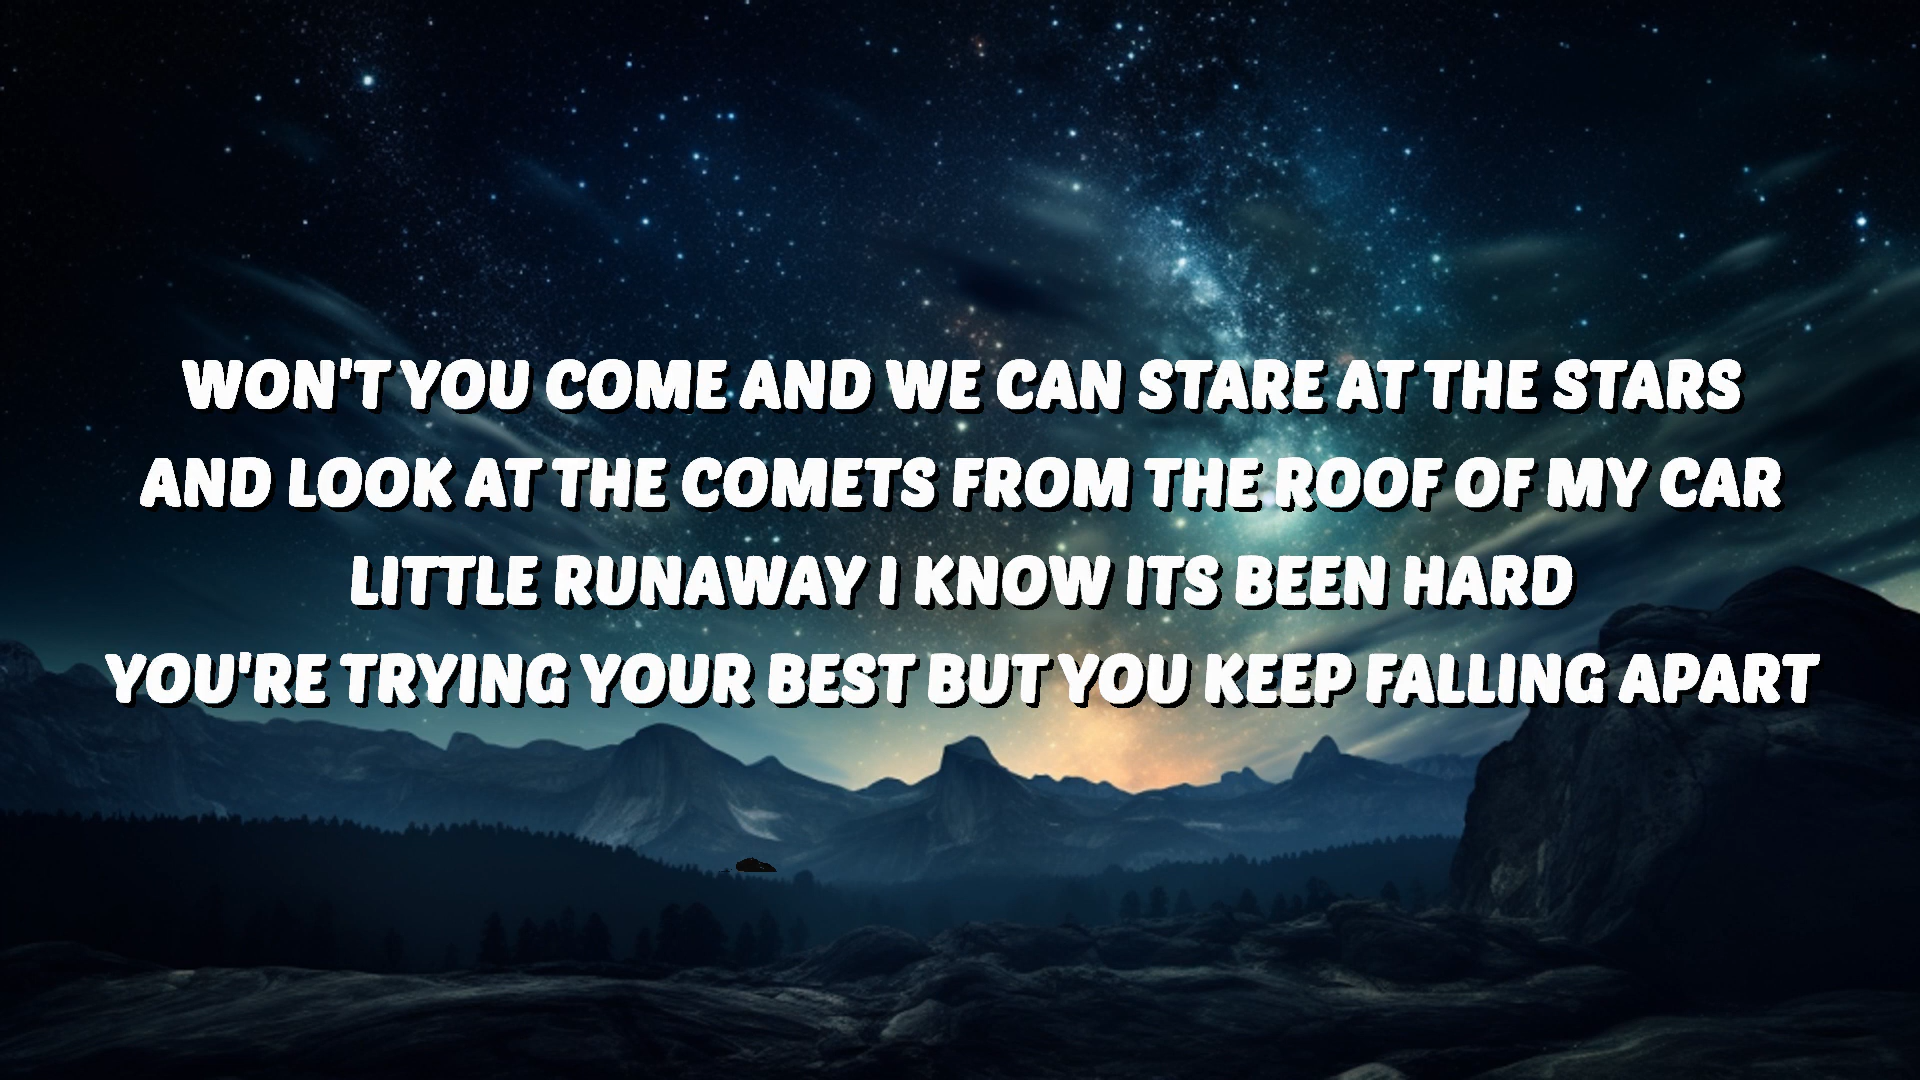 WON'T YOU COME AND WE CAN STARE AT THE STARS
AND LOOK AT THE COMETS FROM THE ROOF OF MY CAR
LITTLE RUNAWAY I KNOW ITS BEEN HARD
YOU'RE TRYING YOUR BEST BUT YOU KEEP FALLING APART